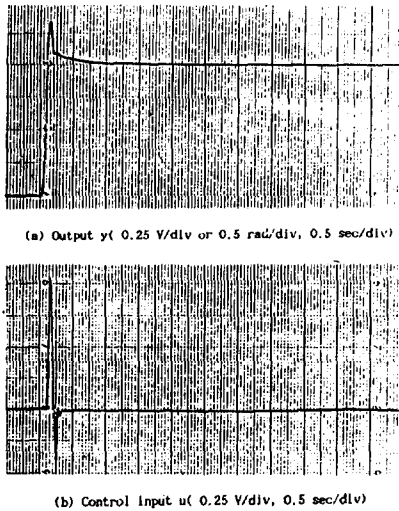 (a) Output y( 0.25 V/div or 0.5 rad/div, 0.5 sec/div)
(b) Control input u( 0.25 V/div, 0.5 sec/div)